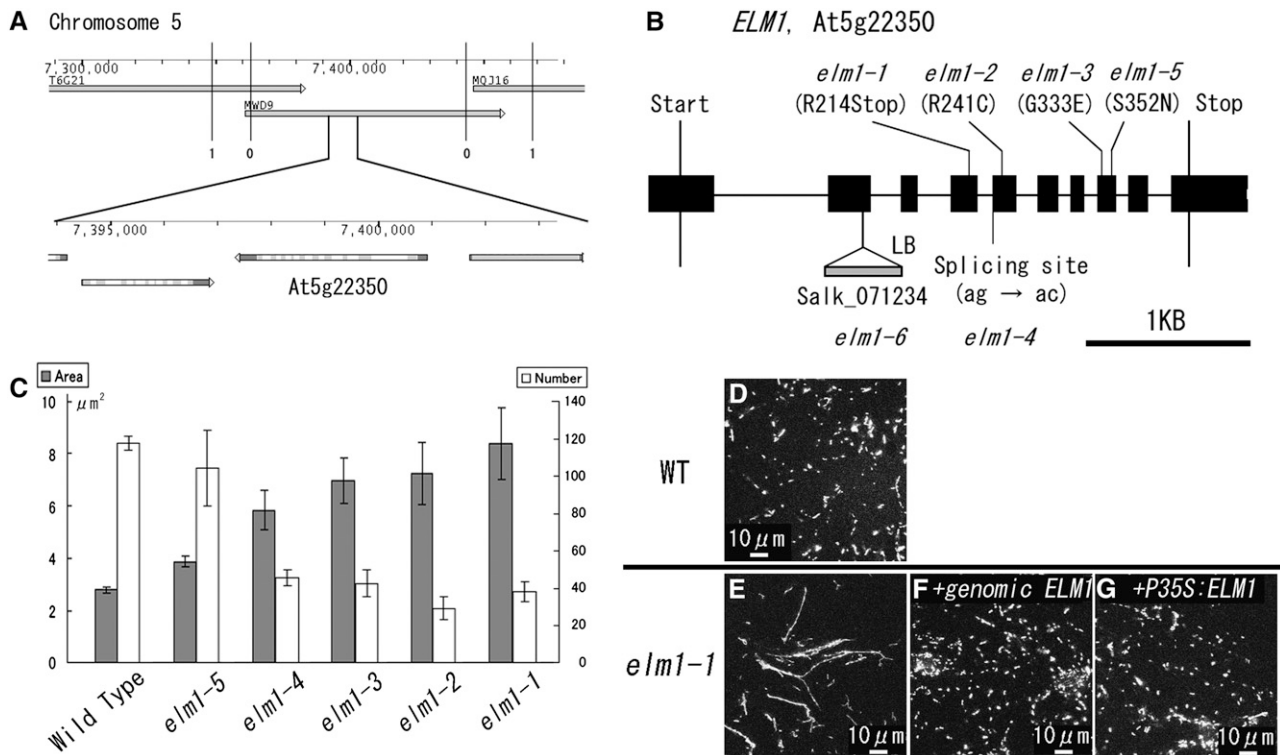 A Chromosome 5
7,300,000 7,400,000
T6G21 MQJ16
MWD9
1 0 0 1
7,395,000 7,400,000
At5g22350
B ELM1, At5g22350
elm1-1 elm1-2 elm1-3 elm1-5
Start (R214Stop) (R241C) (G333E) (S352N) Stop
LB
Salk_071234
elm1-6
Splicing site
(ag → ac)
elm1-4
1KB
C Area Number
μm²
10
8
6
4
2
0
140
120
100
80
60
40
20
0
Wild Type elm1-5 elm1-4 elm1-3 elm1-2 elm1-1
WT
D
10 μm
elm1-1
E
10 μm
F +genomic ELM1
10 μm
G +P35S:ELM1
10 μm